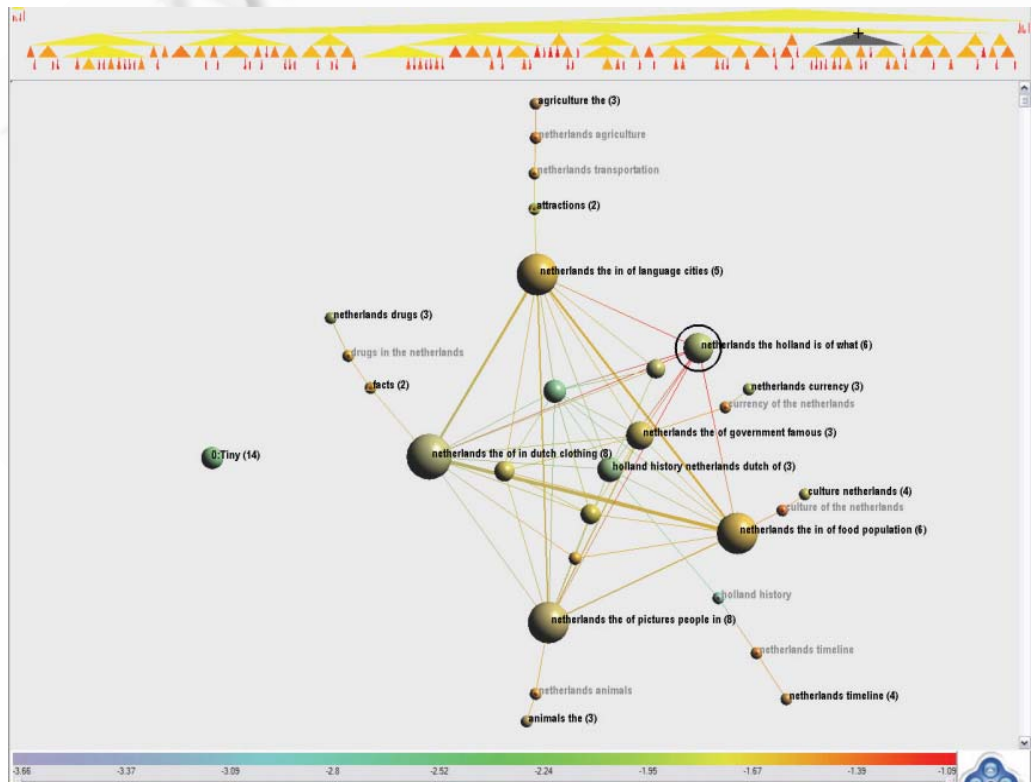 agriculture the (3)
netherlands agriculture
netherlands transportation
attractions (2)
netherlands the in of language cities (5)
netherlands drugs (3)
netherlands the holland is of what (6)
drugs in the netherlands
facts (2)
netherlands currency (3)
currency of the netherlands
netherlands the of government famous (3)
0:Tiny (14)
netherlands the of in dutch clothing (8)
holland history netherlands dutch of (3)
culture netherlands (4)
culture of the netherlands
netherlands the in of food population (6)
holland history
netherlands the of pictures people in (8)
netherlands timeline
netherlands animals
netherlands timeline (4)
animals the (3)
-3.66 -3.37 -3.09 -2.8 -2.52 -2.24 -1.95 -1.67 -1.39 -1.09